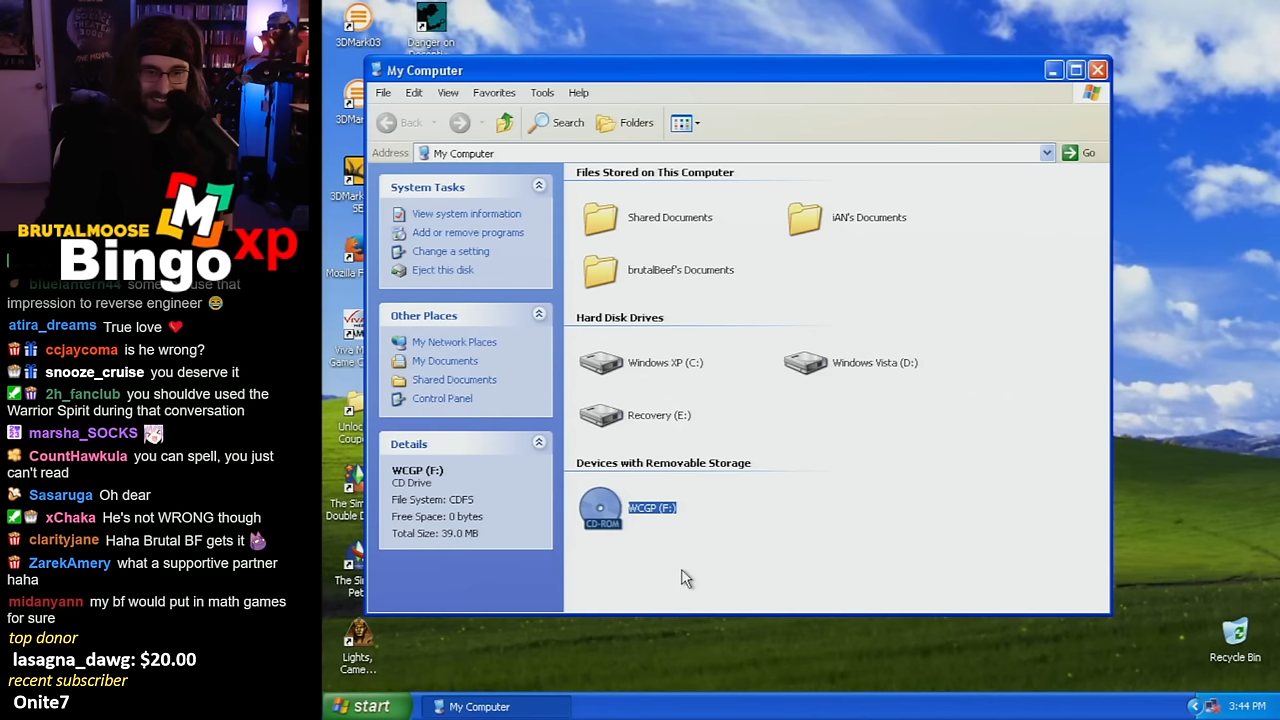 BRUTALMOOSE
M
Bingo
xp
impression to reverse engineer
atira_dreams True love
ccjaycoma is he wrong?
snooze_cruise you deserve it
2h_fanclub you shouldve used the
Warrior Spirit during that conversation
marsha_SOCKS
CountHawkula you can spell, you just
can't read
Sasaruga Oh dear
xChaka He's not WRONG though
clarityjane Haha Brutal BF gets it
ZarekAmery what a supportive partner
haha
midanyann my bf would put in math games
for sure
top donor
lasagna_dawg: $20.00
recent subscriber
Onite7
3DMark03
Danger on
My Computer
File Edit View Favorites Tools Help
Back Search Folders
Address My Computer Go
System Tasks
View system information
Add or remove programs
Change a setting
Eject this disk
Other Places
My Network Places
My Documents
Shared Documents
Control Panel
Details
WCGP (F:)
CD Drive
File System: CDFS
Free Space: 0 bytes
Total Size: 39.0 MB
Files Stored on This Computer
Shared Documents
iAN's Documents
brutalBeef's Documents
Hard Disk Drives
Windows XP (C:)
Windows Vista (D:)
Recovery (E:)
Devices with Removable Storage
CD-ROM
WCGP (F:)
3DMa
3DMa
SE
Mozilla F
Viva M
Game C
Unloc
Coup
The Sim
Double D
The Sim
Pet
Lights,
Came...
Recycle Bin
start
My Computer
3:44 PM